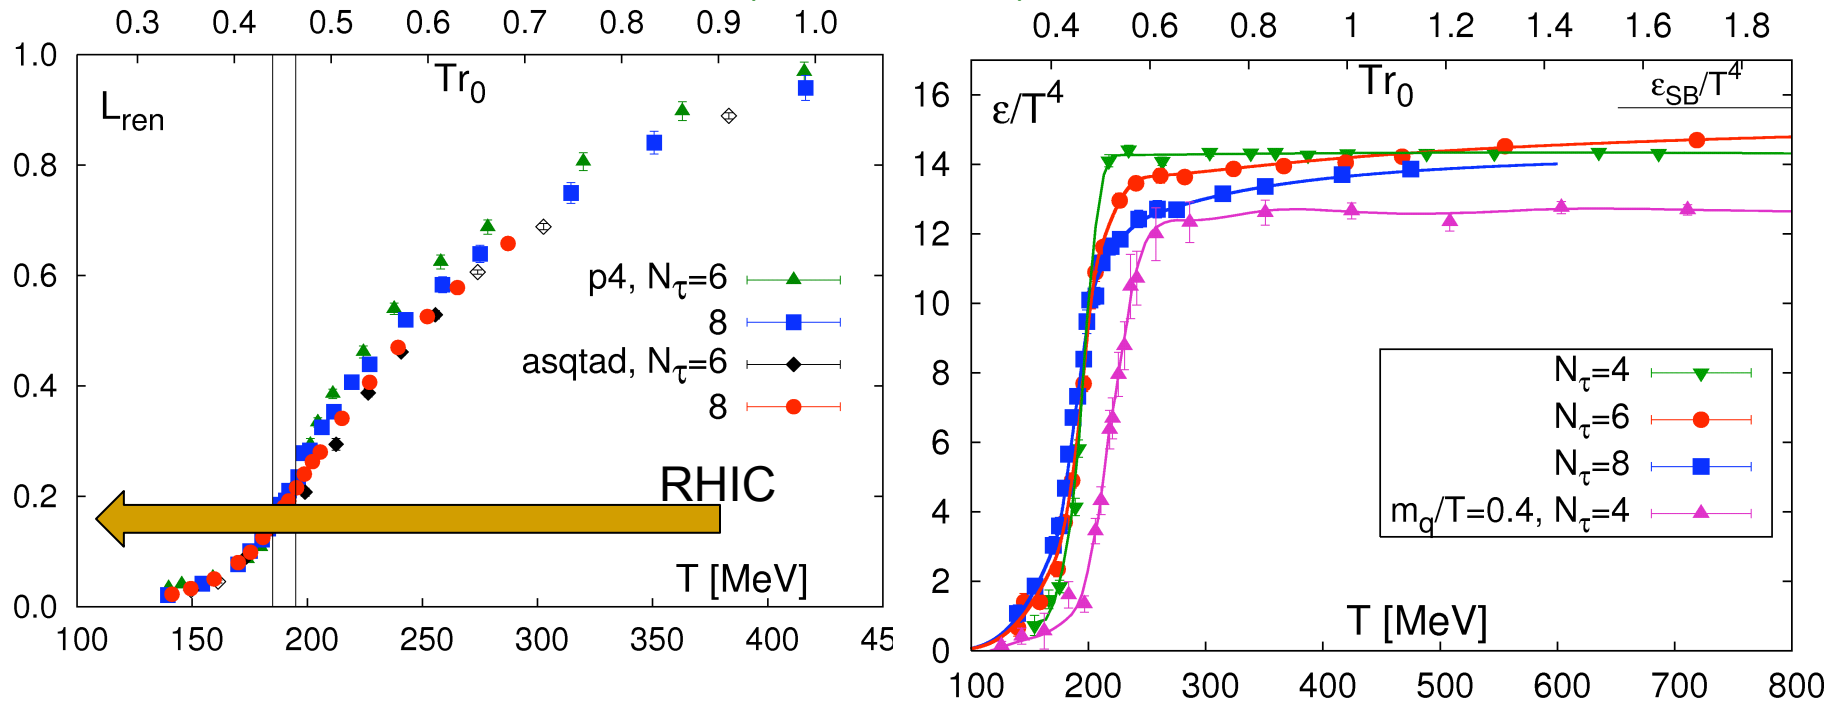 0.3 0.4 0.5 0.6 0.7 0.8 0.9 1.0
Tr0
Lren
1.0
0.8
0.6
0.4
0.2
0.0
p4, Nτ=6
8
asqtad, Nτ=6
8
RHIC
T [MeV]
100 150 200 250 300 350 400 45
0.4 0.6 0.8 1 1.2 1.4 1.6 1.8
Tr0
ε/T4
εSB/T4
16
14
12
10
8
6
4
2
0
Nτ=4
Nτ=6
Nτ=8
mq/T=0.4, Nτ=4
T [MeV]
100 200 300 400 500 600 700 800